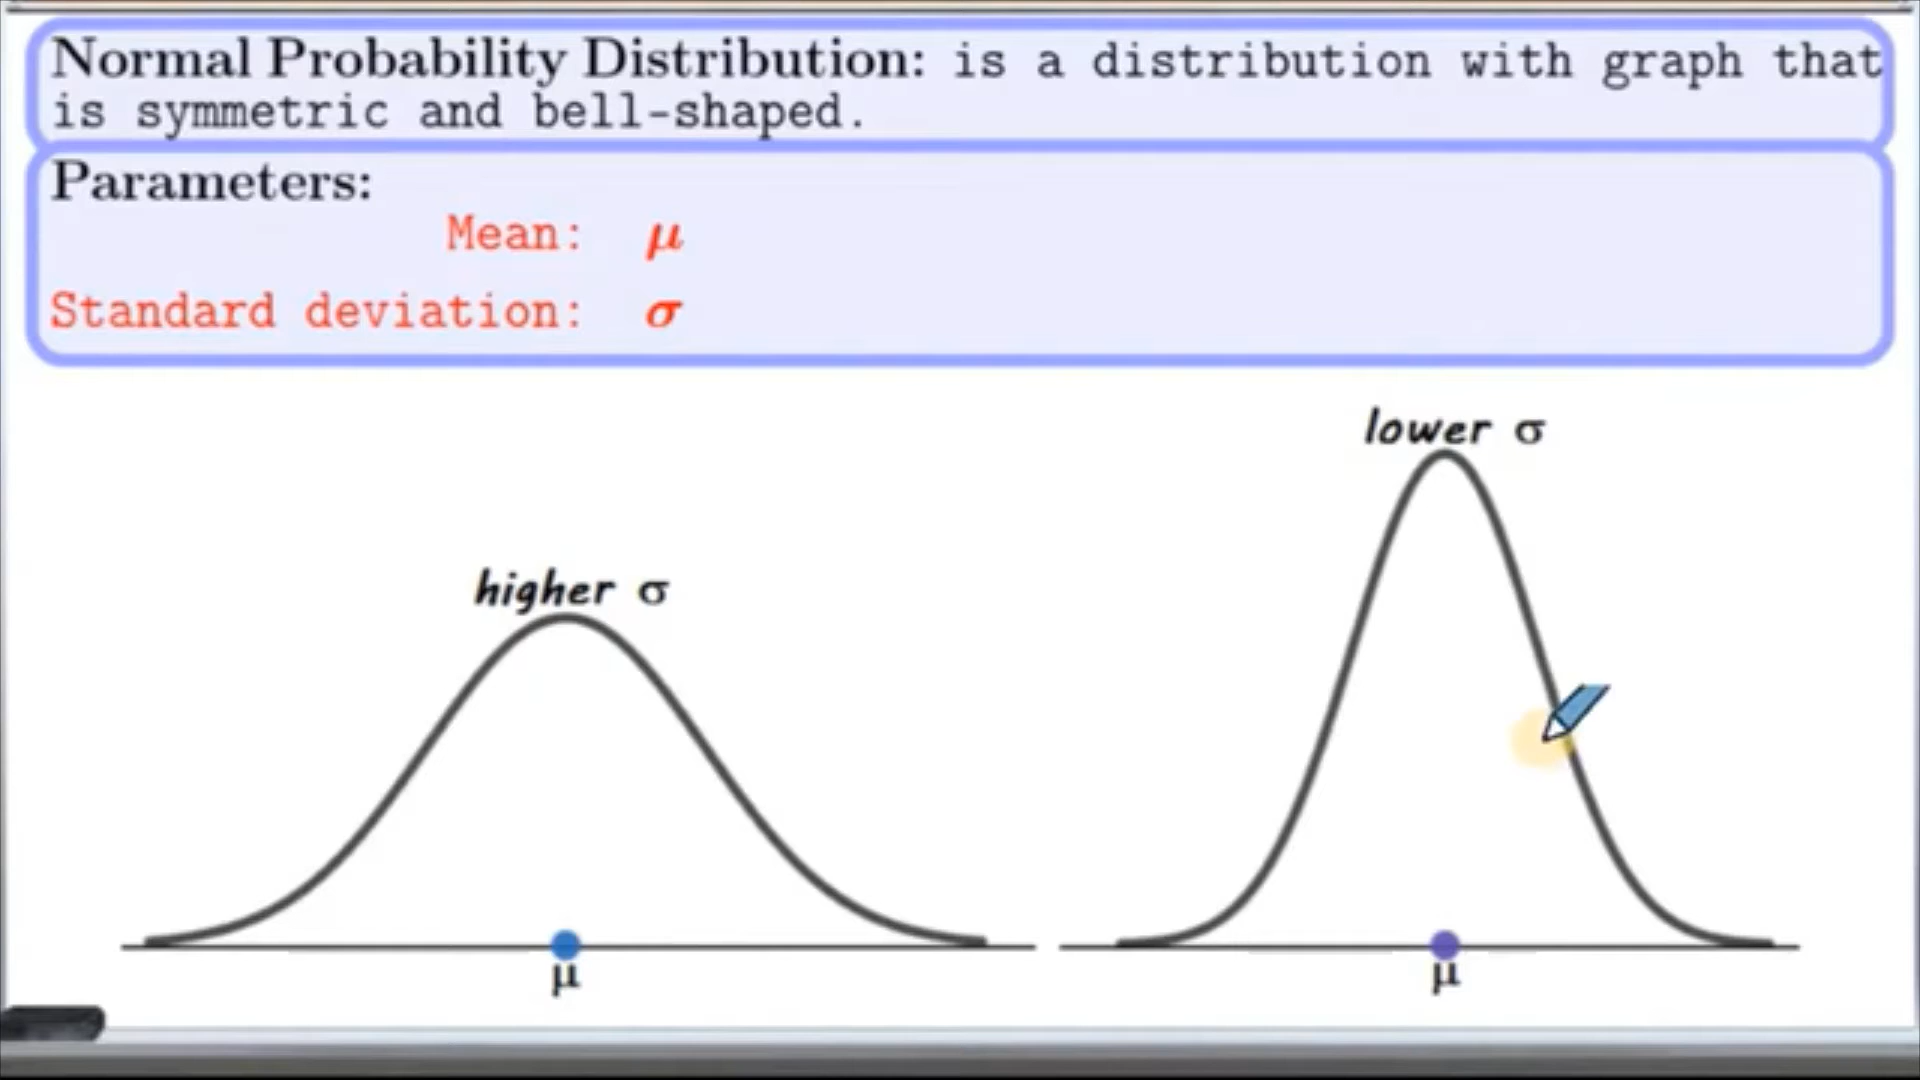 Normal Probability Distribution: is a distribution with graph that
is symmetric and bell-shaped.
Parameters:
Mean: μ
Standard deviation: σ
lower σ
higher σ
μ
μ